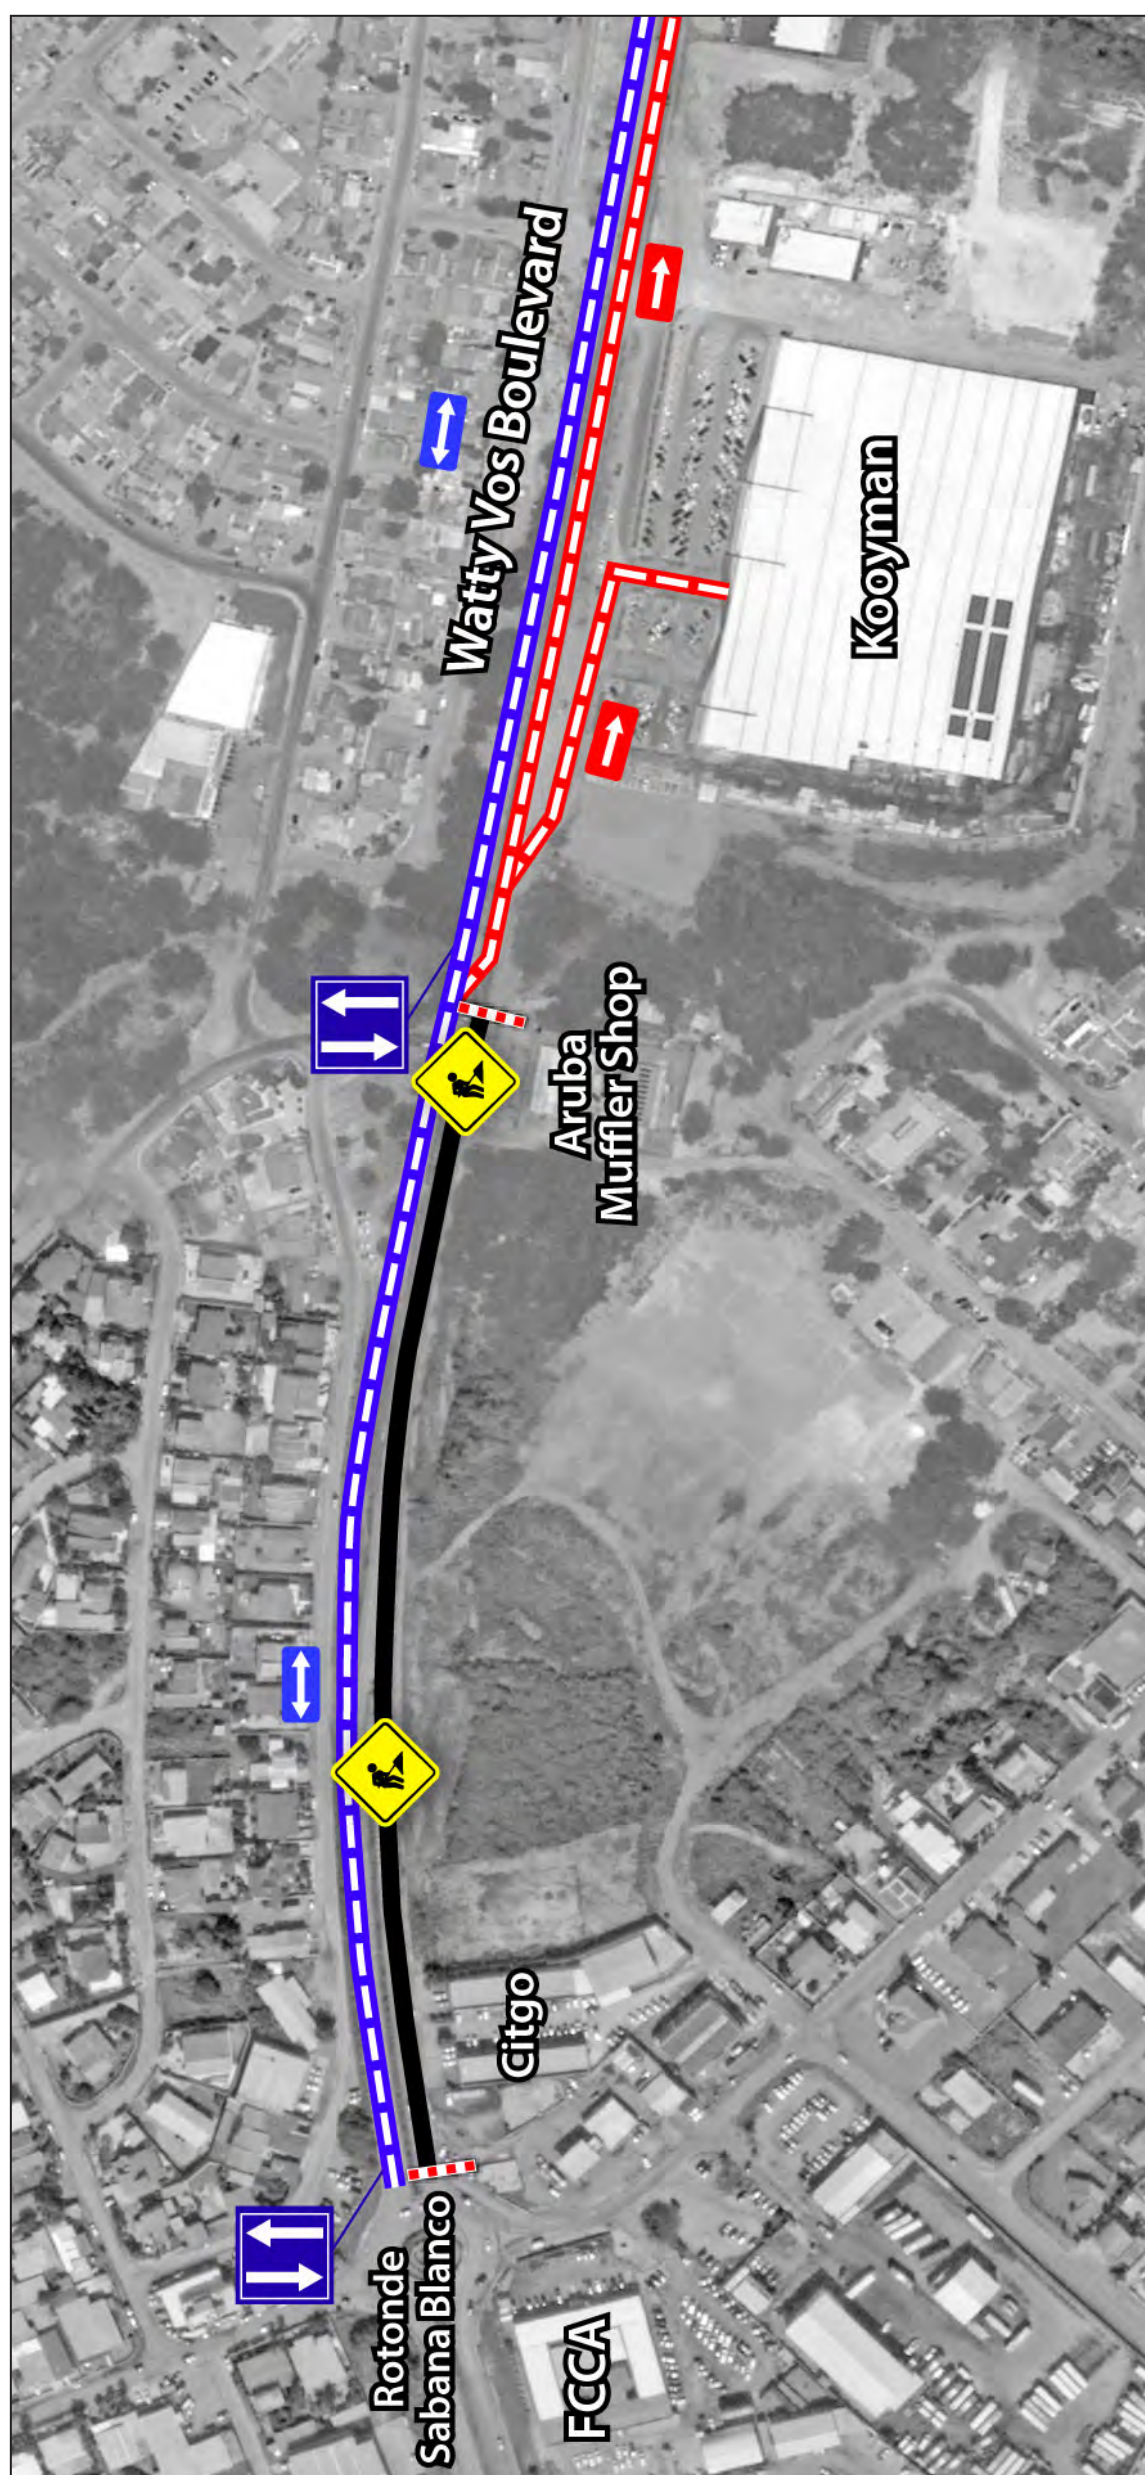 Rotonde
Sabana Blanco
FCCA
Citgo
Aruba
Muffler Shop
Watty Vos Boulevard
Kooyman